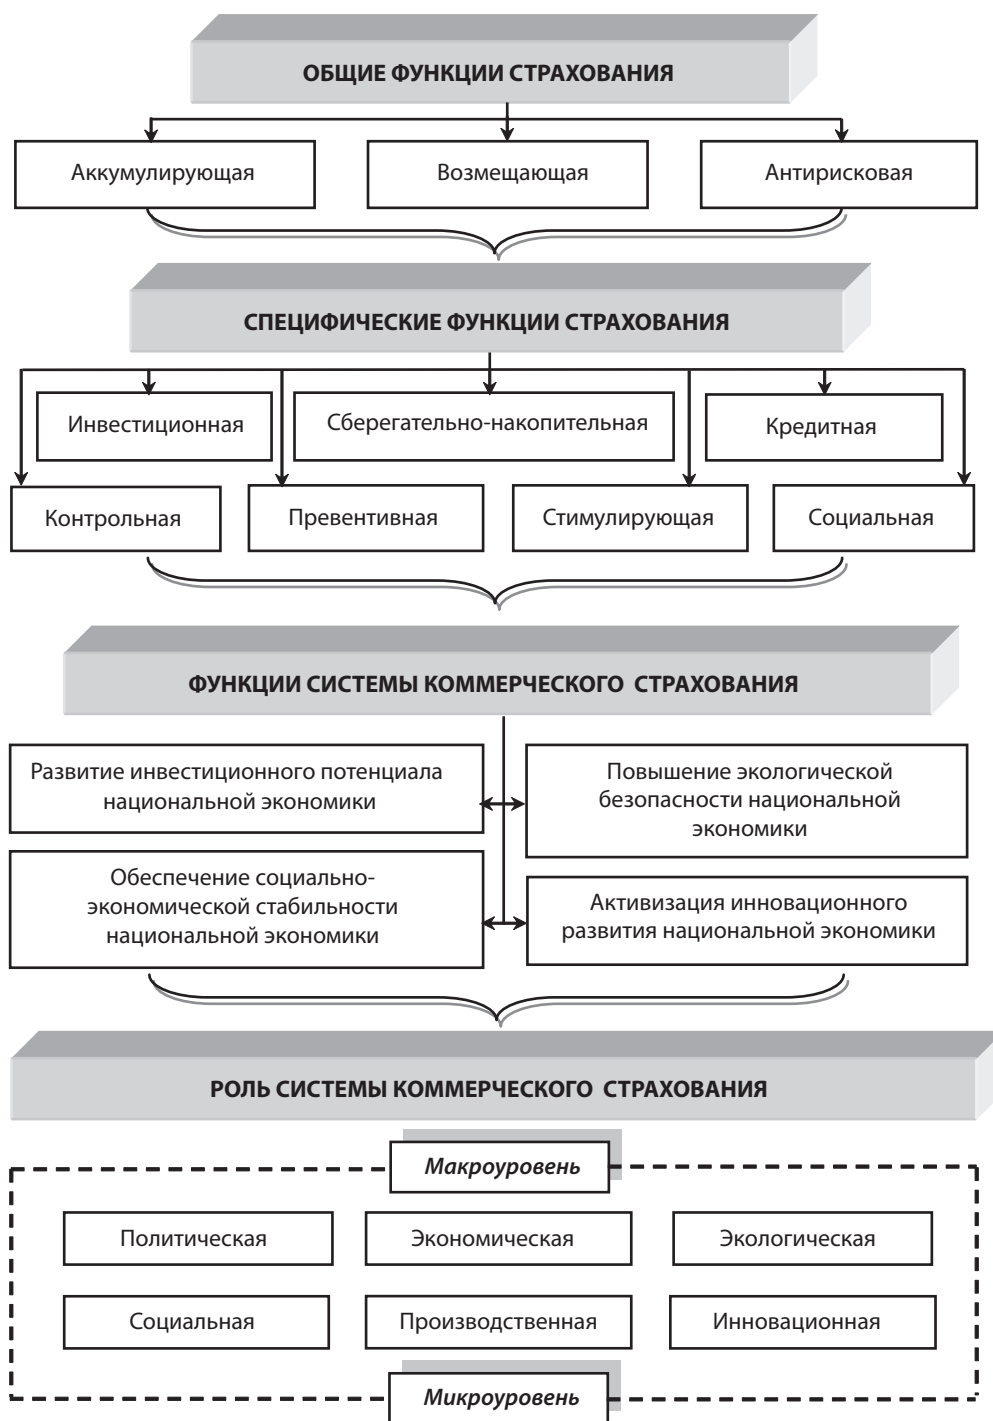 ОБЩИЕ ФУНКЦИИ СТРАХОВАНИЯ
Аккумулирующая
Возмещающая
Антирисковая
СПЕЦИФИЧЕСКИЕ ФУНКЦИИ СТРАХОВАНИЯ
Инвестиционная
Сберегательно-накопительная
Кредитная
Контрольная
Превентивная
Стимулирующая
Социальная
ФУНКЦИИ СИСТЕМЫ КОММЕРЧЕСКОГО СТРАХОВАНИЯ
Развитие инвестиционного потенциала
национальной экономики
Повышение экологической
безопасности национальной
экономики
Обеспечение социально-
экономической стабильности
национальной экономики
Активизация инновационного
развития национальной экономики
РОЛЬ СИСТЕМЫ КОММЕРЧЕСКОГО СТРАХОВАНИЯ
Макроуровень
Политическая
Экономическая
Экологическая
Социальная
Производственная
Инновационная
Микроуровень